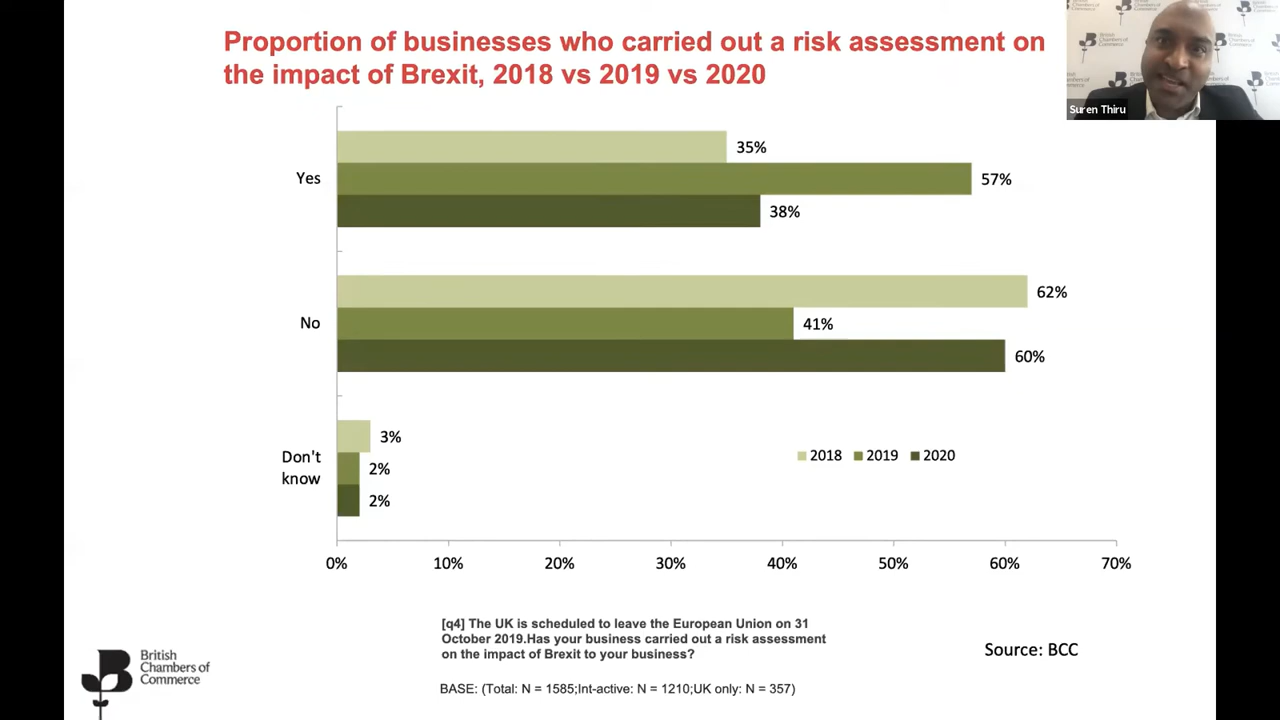 Proportion of businesses who carried out a risk assessment on
the impact of Brexit, 2018 vs 2019 vs 2020
British
Chambers of
Commerce
Suren Thiru
Yes
35%
57%
38%
No
62%
41%
60%
Don't
know
3%
2%
2%
2018 2019 2020
0% 10% 20% 30% 40% 50% 60% 70%
[q4] The UK is scheduled to leave the European Union on 31
October 2019.Has your business carried out a risk assessment
on the impact of Brexit to your business?
Source: BCC
BASE: (Total: N = 1585;Int-active: N = 1210;UK only: N = 357)
British
Chambers of
Commerce